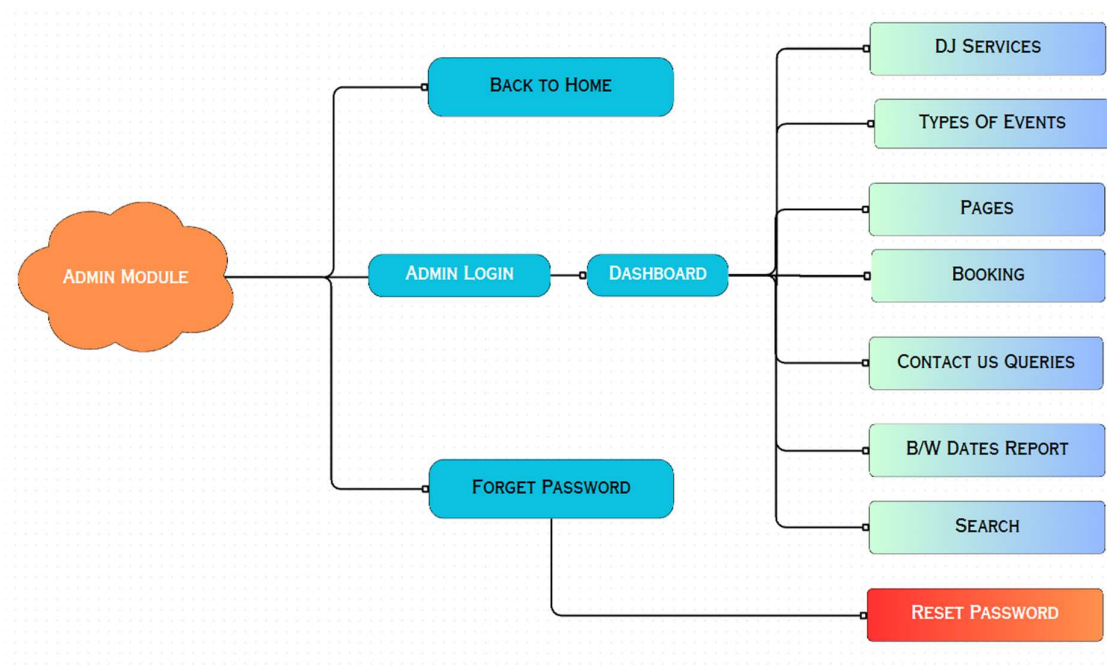 DJ Services
Back to Home
Types Of Events
Pages
Admin Module
Admin Login
Dashboard
Booking
Contact us Queries
B/W Dates Report
Forget Password
Search
Reset Password